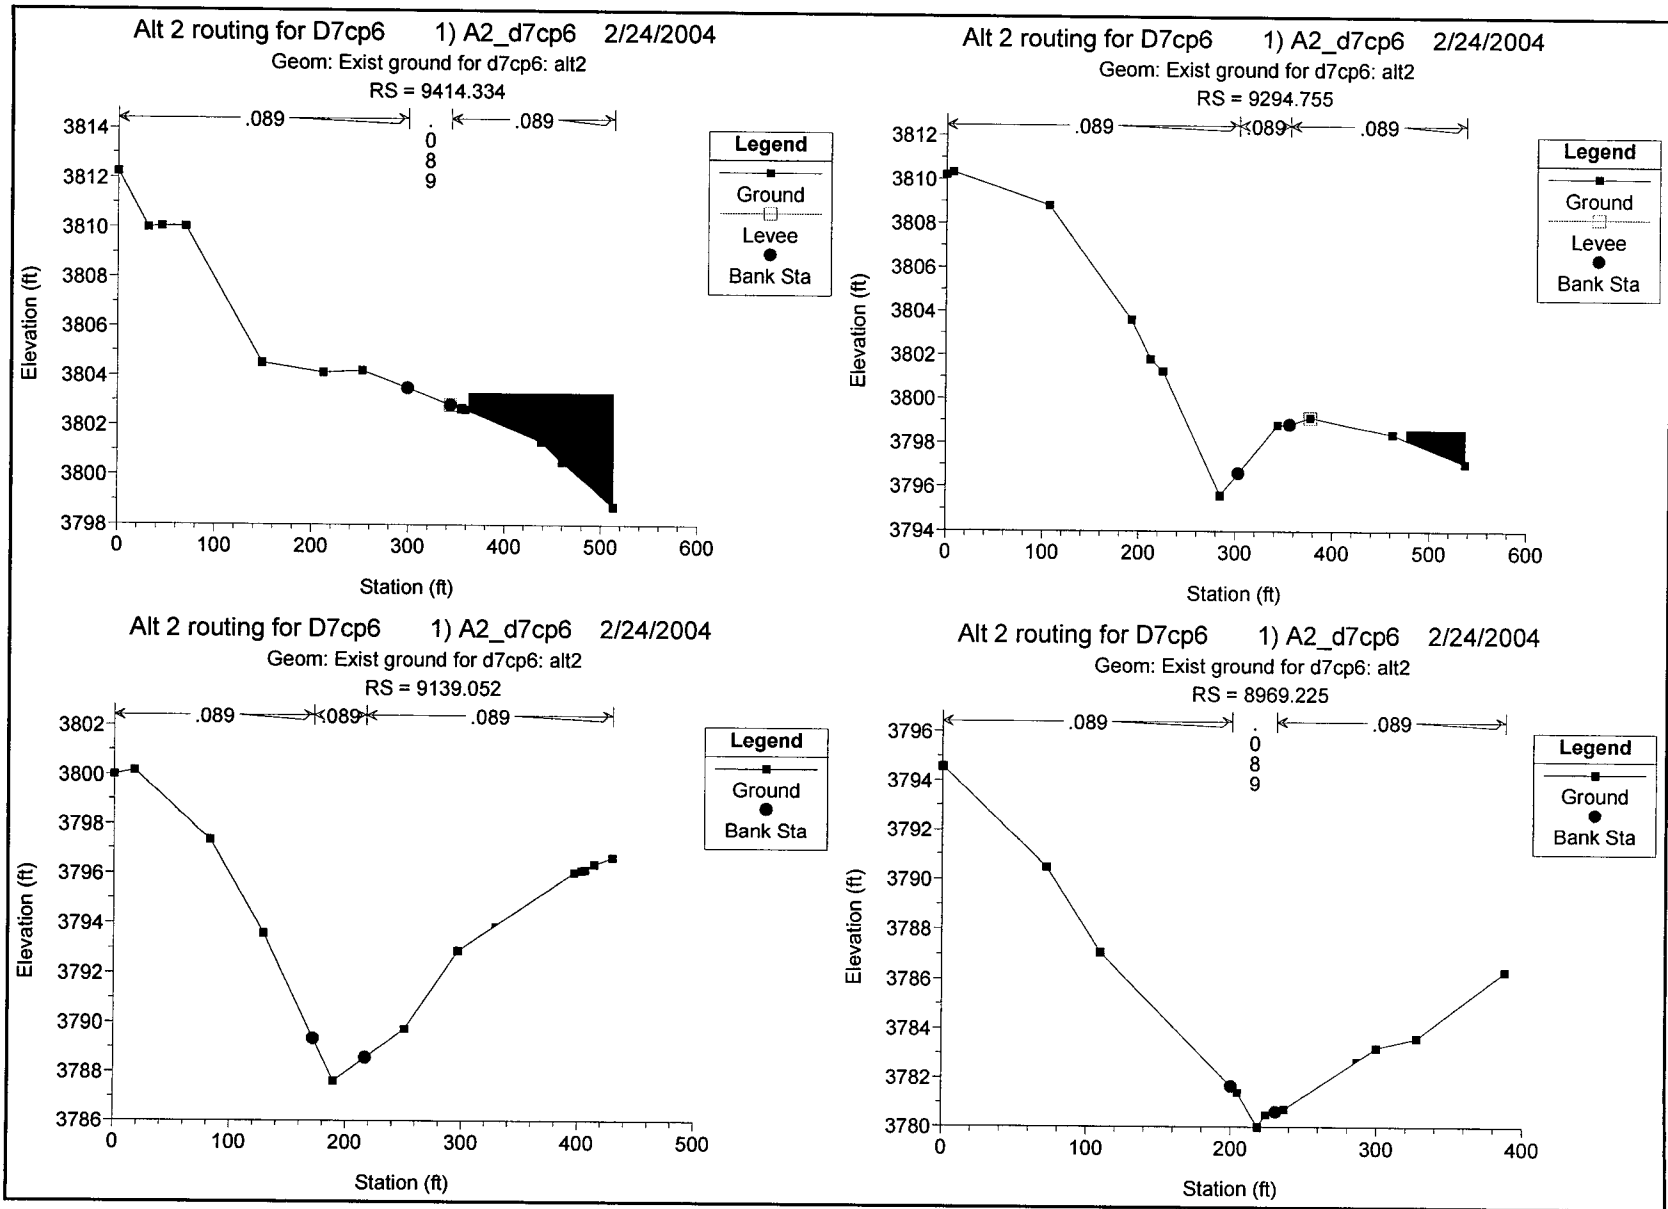 Alt 2 routing for D7cp6 1) A2_d7cp6 2/24/2004
Geom: Exist ground for d7cp6: alt2
RS = 9414.334
.089 .089
.
0
8
9
3814
3812
3810
3808
3806
3804
3802
3800
3798
Elevation (ft)
0 100 200 300 400 500 600
Station (ft)
Legend
Ground
Levee
Bank Sta
Alt 2 routing for D7cp6 1) A2_d7cp6 2/24/2004
Geom: Exist ground for d7cp6: alt2
RS = 9294.755
.089 .089 .089
3812
3810
3808
3806
3804
3802
3800
3798
3796
3794
Elevation (ft)
0 100 200 300 400 500 600
Station (ft)
Legend
Ground
Levee
Bank Sta
Alt 2 routing for D7cp6 1) A2_d7cp6 2/24/2004
Geom: Exist ground for d7cp6: alt2
RS = 9139.052
.089 .089 .089
3802
3800
3798
3796
3794
3792
3790
3788
3786
Elevation (ft)
0 100 200 300 400 500
Station (ft)
Legend
Ground
Bank Sta
Alt 2 routing for D7cp6 1) A2_d7cp6 2/24/2004
Geom: Exist ground for d7cp6: alt2
RS = 8969.225
.089 .089
.
0
8
9
3796
3794
3792
3790
3788
3786
3784
3782
3780
Elevation (ft)
0 100 200 300 400
Station (ft)
Legend
Ground
Bank Sta